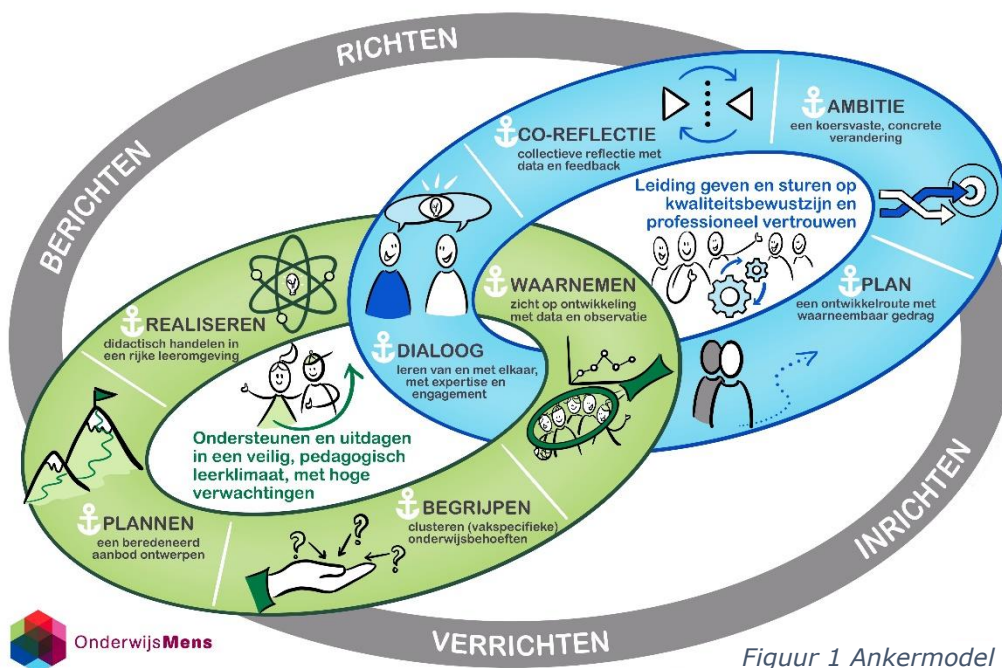 RICHTEN
BERICHTEN
INRICHTEN
VERRICHTEN
AMBITIE
een koersvaste, concrete
verandering
CO-REFLECTIE
collectieve reflectie met
data en feedback
Leiding geven en sturen op
kwaliteitsbewustzijn en
professioneel vertrouwen
PLAN
een ontwikkelroute met
waarneembaar gedrag
DIALOOG
leren van en met elkaar,
met expertise en
engagement
WAARNEMEN
zicht op ontwikkeling
met data en observatie
REALISEREN
didactisch handelen in
een rijke leeromgeving
Ondersteunen en uitdagen
in een veilig, pedagogisch
leerklimaat, met hoge
verwachtingen
BEGRIJPEN
clusteren (vakspecifieke)
onderwijsbehoeften
? ? ? ?
PLANNEN
een beredeneerd
aanbod ontwerpen
OnderwijsMens
Figuur 1 Ankermodel